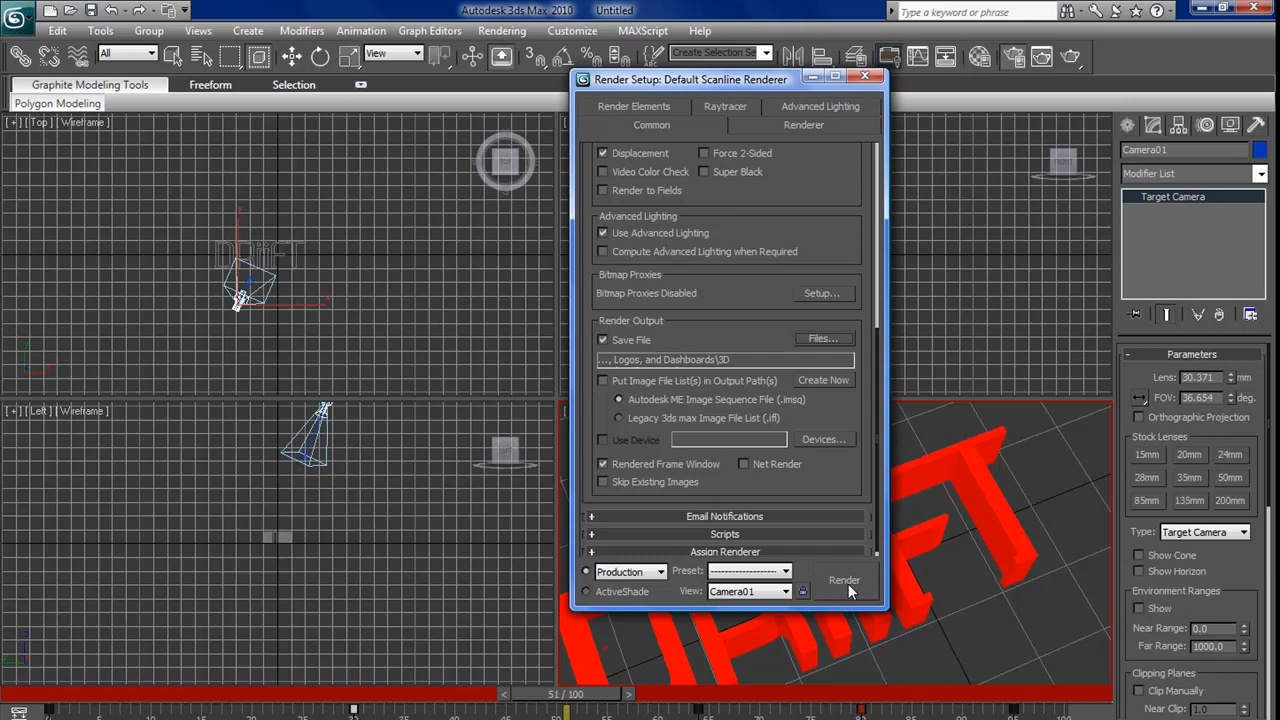 Autodesk 3ds Max 2010 Untitled
Type a keyword or phrase
Edit Tools Group Views Create Modifiers Animation Graph Editors Rendering Customize MAXScript Help
All
View
Create Selection Se
Graphite Modeling Tools Freeform Selection
Polygon Modeling
[ + ] [ Top ] [ Wireframe ]
[ + ] [ Left ] [ Wireframe ]
Render Setup: Default Scanline Renderer
Render Elements Raytracer Advanced Lighting
Common Renderer
Displacement Force 2-Sided
Video Color Check Super Black
Render to Fields
Advanced Lighting
Use Advanced Lighting
Compute Advanced Lighting when Required
Bitmap Proxies
Bitmap Proxies Disabled Setup...
Render Output
Save File Files...
..., Logos, and Dashboards\3D
Put Image File List(s) in Output Path(s) Create Now
Autodesk ME Image Sequence File (.imsq)
Legacy 3ds max Image File List (.ifl)
Use Device Devices...
Rendered Frame Window Net Render
Skip Existing Images
+ Email Notifications
+ Scripts
+ Assign Renderer
Production Preset: Render
ActiveShade View: Camera01
Camera01
Modifier List
Target Camera
- Parameters
Lens: 30.371 mm
FOV: 36.654 deg.
Orthographic Projection
Stock Lenses
15mm 20mm 24mm
28mm 35mm 50mm
85mm 135mm 200mm
Type: Target Camera
Show Cone
Show Horizon
Environment Ranges
Show
Near Range: 0.0
Far Range: 1000.0
Clipping Planes
Clip Manually
Near Clip: 1.0
< 51 / 100 >